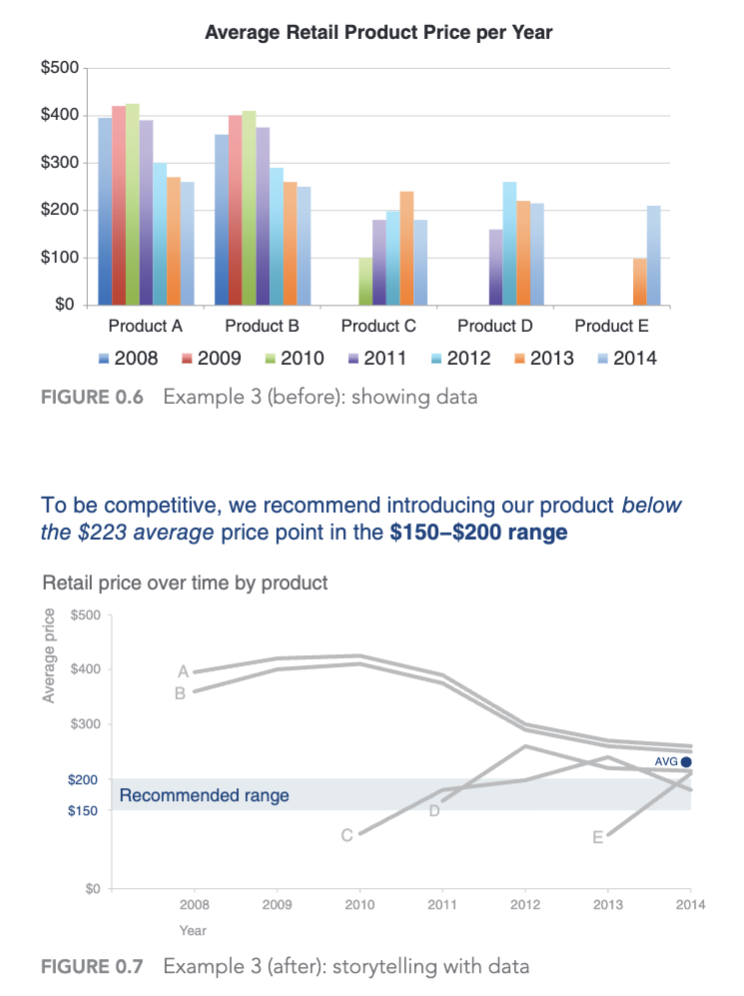 Average Retail Product Price per Year
$500
$400
$300
$200
$100
$0
Product A Product B Product C Product D Product E
2008 2009 2010 2011 2012 2013 2014
FIGURE 0.6 Example 3 (before): showing data
To be competitive, we recommend introducing our product below
the $223 average price point in the $150–$200 range
Retail price over time by product
Average price
$500
$400
$300
$200
$150
$0
A
B
C
D
E
AVG
Recommended range
2008 2009 2010 2011 2012 2013 2014
Year
FIGURE 0.7 Example 3 (after): storytelling with data